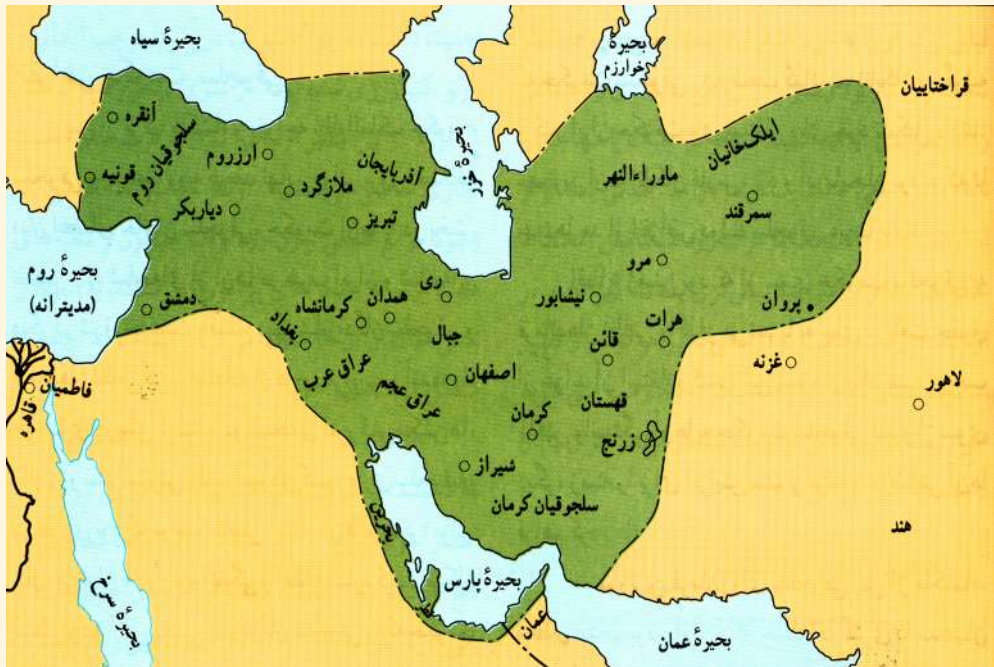 بحیرهٔ سیاه
بحیرهٔ
خوارزم
قراختاییان
بحیرهٔ خزر
اَنقره
سلجوقیان روم
قونیه
ارزروم
ملازگرد
آذربایجان
دیاربکر
تبریز
ایلک‌خانیان
ماوراءالنهر
سمرقند
مرو
بحیرهٔ روم
(مدیترانه)
دمشق
بغداد
کرمانشاه
همدان
ری
جبال
نیشابور
هرات
پروان
قائن
غزنه
لاهور
فاطمیان
قاهره
عراق عرب
عراق عجم
اصفهان
کرمان
قهستان
زرنج
شیراز
سلجوقیان کرمان
هند
بحرین
بحیرهٔ سرخ
بحیرهٔ پارس
عمان
بحیرهٔ عمان